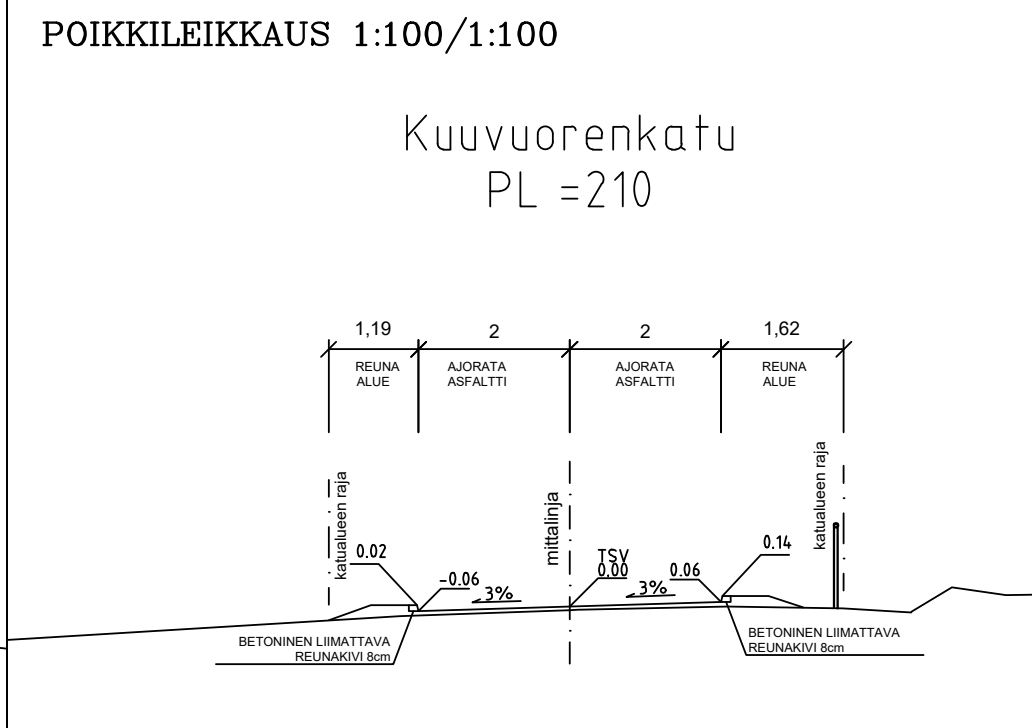 POIKKILEIKKAUS 1:100/1:100
Kuuvuorenkatu
PL =210
1,19
2
2
1,62
REUNA
ALUE
AJORATA
ASFALTTI
AJORATA
ASFALTTI
REUNA
ALUE
katualueen raja
mittalinja
katualueen raja
0.02
-0.06
3%
TSV
0.00
3%
0.06
0.14
BETONINEN LIIMATTAVA
REUNAKIVI 8cm
BETONINEN LIIMATTAVA
REUNAKIVI 8cm